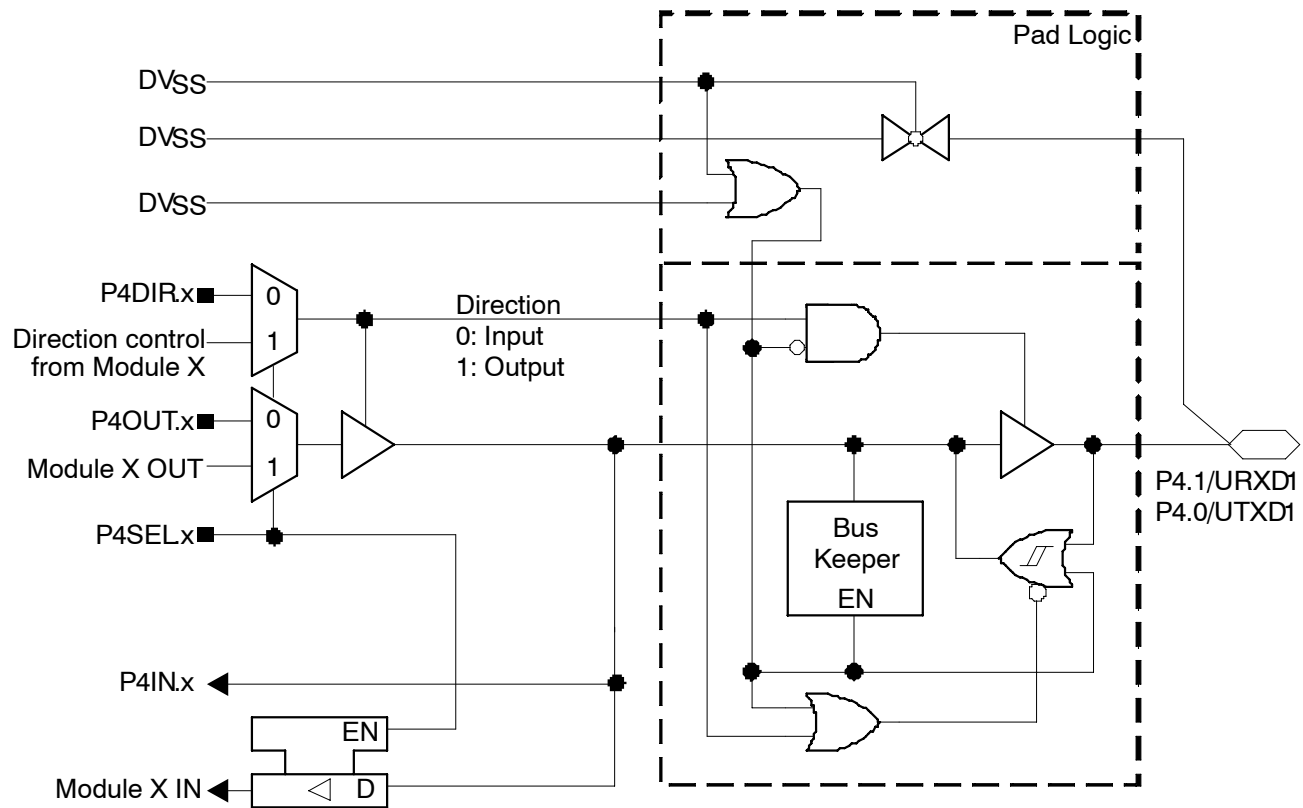 Pad Logic
DVSS
DVSS
DVSS
P4DIR.x
0
1
Direction control
from Module X
Direction
0: Input
1: Output
P4OUT.x
0
1
Module X OUT
P4SEL.x
P4.1/URXD1
P4.0/UTXD1
Bus
Keeper
EN
P4IN.x
EN
D
Module X IN